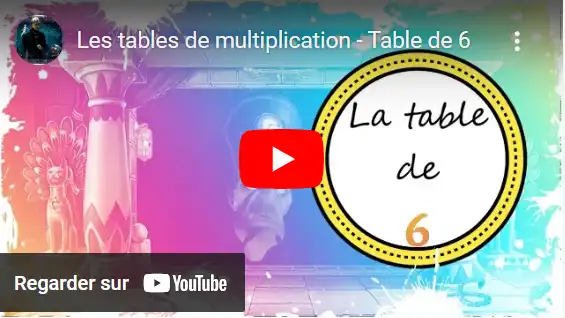 Les tables de multiplication - Table de 6
La table
de
6
Regarder sur YouTube